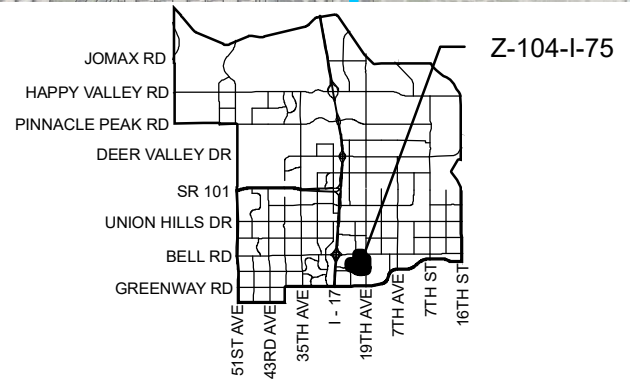 Z-104-I-75
JOMAX RD
HAPPY VALLEY RD
PINNACLE PEAK RD
DEER VALLEY DR
SR 101
UNION HILLS DR
BELL RD
GREENWAY RD
51ST AVE
43RD AVE
35TH AVE
I - 17
19TH AVE
7TH AVE
7TH ST
16TH ST